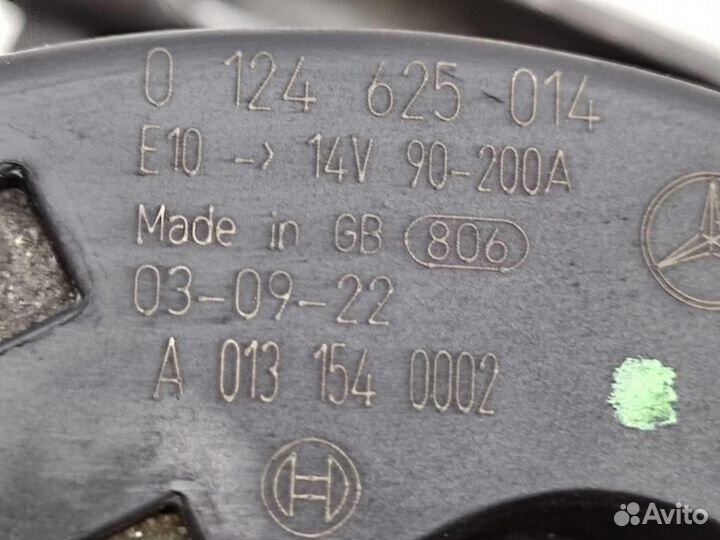 0 124 625 014
E10 -> 14V 90-200A
Made in GB 806
03-09-22
A 013 154 0002
Avito